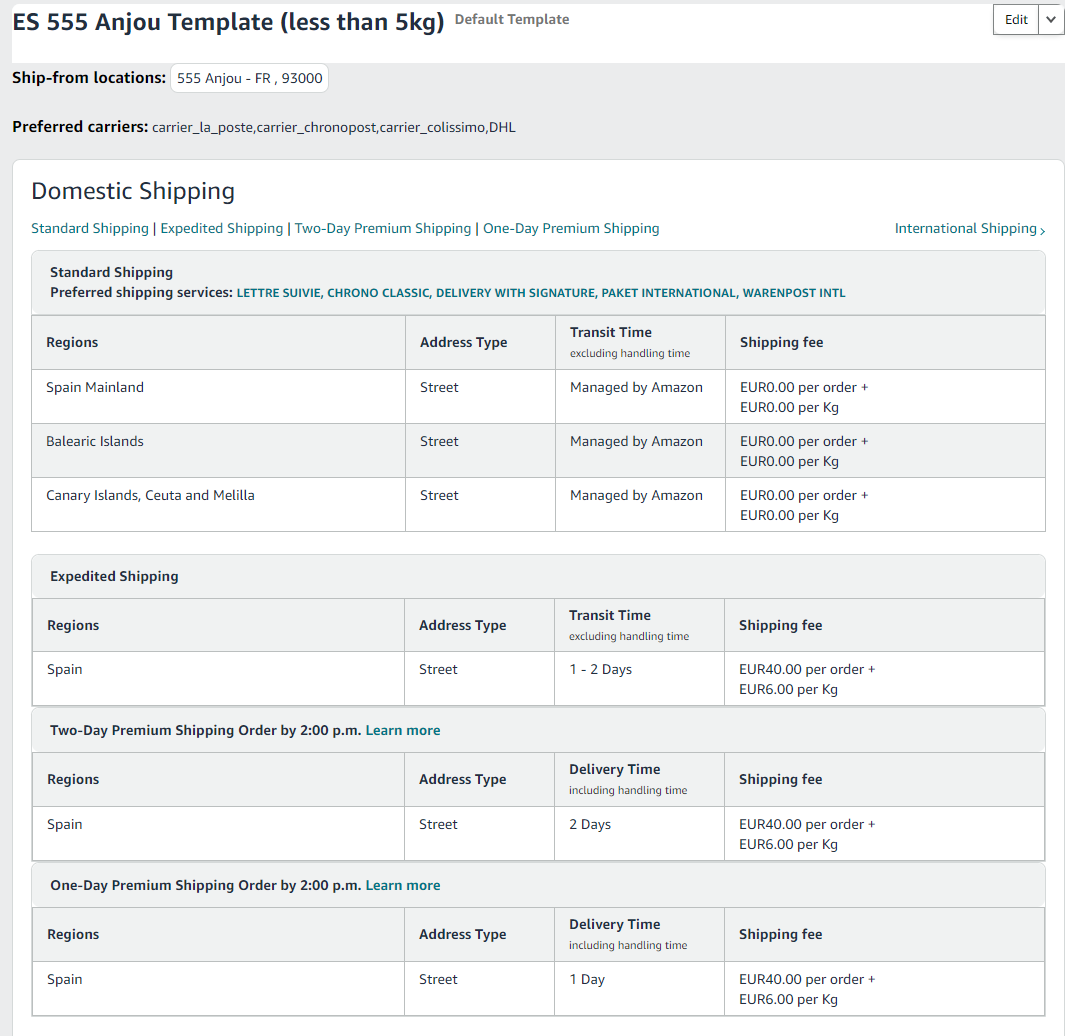 ES 555 Anjou Template (less than 5kg) Default Template
Edit
Ship-from locations: 555 Anjou - FR , 93000
Preferred carriers: carrier_la_poste,carrier_chronopost,carrier_colissimo,DHL
Domestic Shipping
Standard Shipping | Expedited Shipping | Two-Day Premium Shipping | One-Day Premium Shipping
International Shipping ›
Standard Shipping
Preferred shipping services: LETTRE SUIVIE, CHRONO CLASSIC, DELIVERY WITH SIGNATURE, PAKET INTERNATIONAL, WARENPOST INTL
Regions
Address Type
Transit Time
excluding handling time
Shipping fee
Spain Mainland
Street
Managed by Amazon
EUR0.00 per order +
EUR0.00 per Kg
Balearic Islands
Street
Managed by Amazon
EUR0.00 per order +
EUR0.00 per Kg
Canary Islands, Ceuta and Melilla
Street
Managed by Amazon
EUR0.00 per order +
EUR0.00 per Kg
Expedited Shipping
Regions
Address Type
Transit Time
excluding handling time
Shipping fee
Spain
Street
1 - 2 Days
EUR40.00 per order +
EUR6.00 per Kg
Two-Day Premium Shipping Order by 2:00 p.m. Learn more
Regions
Address Type
Delivery Time
including handling time
Shipping fee
Spain
Street
2 Days
EUR40.00 per order +
EUR6.00 per Kg
One-Day Premium Shipping Order by 2:00 p.m. Learn more
Regions
Address Type
Delivery Time
including handling time
Shipping fee
Spain
Street
1 Day
EUR40.00 per order +
EUR6.00 per Kg